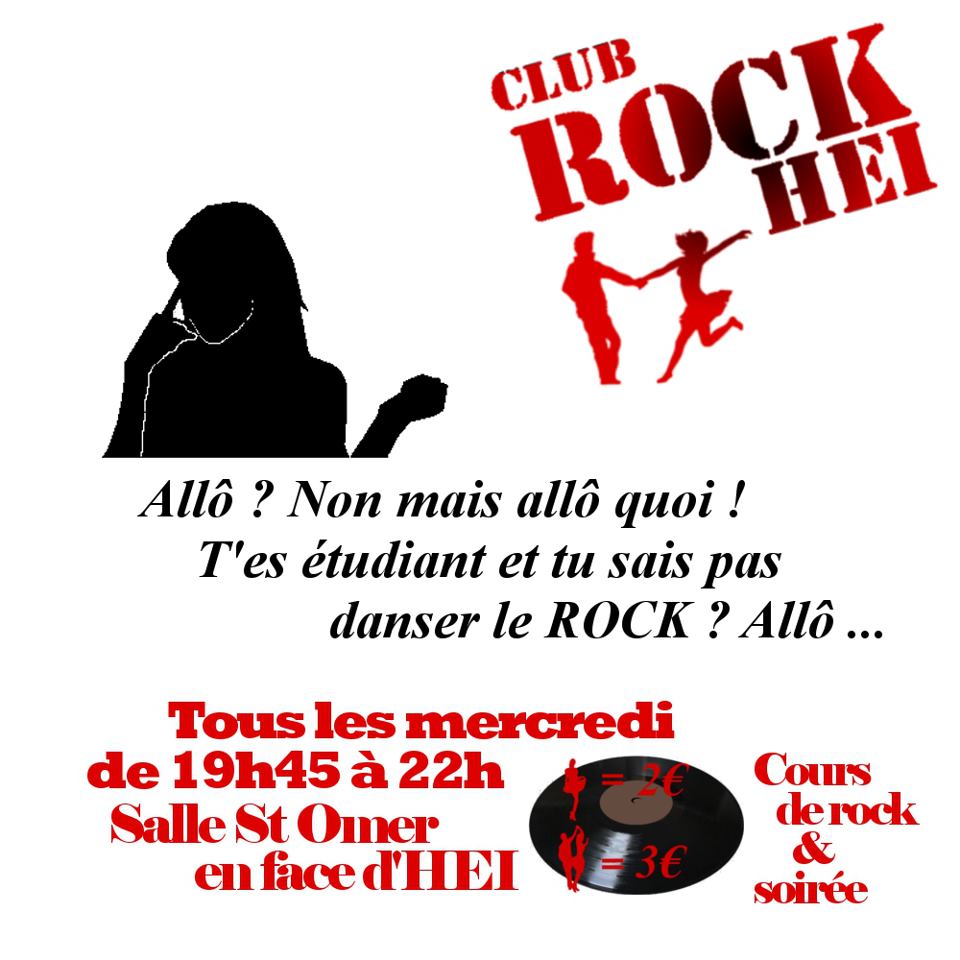 CLUB
ROCK
HEI
Allô ? Non mais allô quoi !
T'es étudiant et tu sais pas
danser le ROCK ? Allô ...
Tous les mercredi
de 19h45 à 22h
Salle St Omer
en face d'HEI
= 2€
= 3€
Cours
de rock
&
soirée